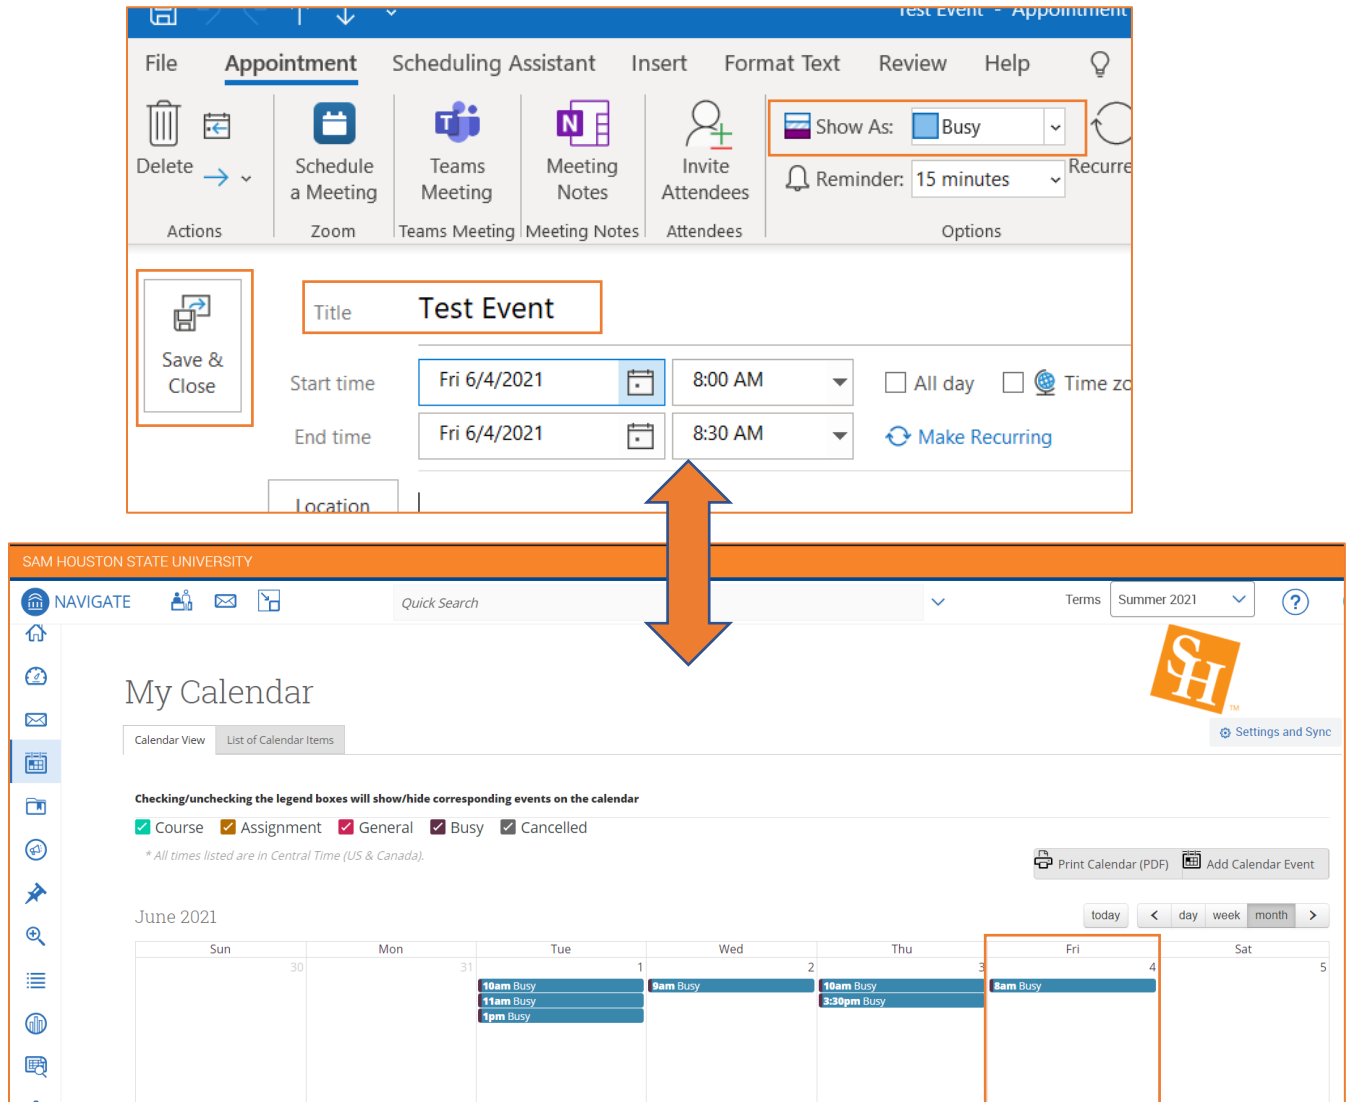 Test Event - Appointment
File Appointment Scheduling Assistant Insert Format Text Review Help
Show As: Busy
Delete
Schedule a Meeting
Teams Meeting
Meeting Notes
Invite Attendees
Recurre
Reminder: 15 minutes
Actions Zoom Teams Meeting Meeting Notes Attendees Options
Save & Close
Title Test Event
Start time Fri 6/4/2021 8:00 AM All day Time zo
End time Fri 6/4/2021 8:30 AM Make Recurring
Location
SAM HOUSTON STATE UNIVERSITY
NAVIGATE Quick Search Terms Summer 2021 ?
SH TM
My Calendar
Calendar View List of Calendar Items Settings and Sync
Checking/unchecking the legend boxes will show/hide corresponding events on the calendar
Course Assignment General Busy Cancelled
* All times listed are in Central Time (US & Canada).
Print Calendar (PDF) Add Calendar Event
June 2021 today < day week month >
Sun Mon Tue Wed Thu Fri Sat
30 31 1 2 3 4 5
10am Busy 9am Busy 10am Busy 8am Busy
11am Busy 3:30pm Busy
1pm Busy